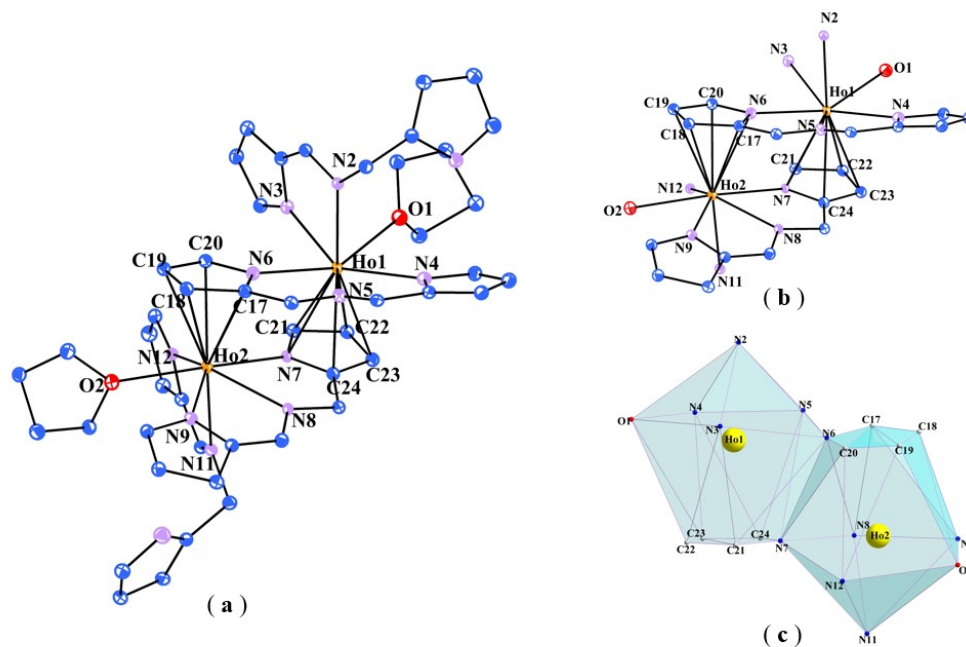 N2
N3
O1
C20
N6
Ho1
N4
C19
N5
C18
C17
C21
C22
N12
Ho2
N7
C23
O2
C24
N9
N8
N11
( a )
N2
N3
O1
C20
N6
Ho1
C19
N4
C18
C17
N5
C21
C22
N12
Ho2
N7
C23
O2
C24
N9
N8
N11
( b )
N2
O1
N4
N5
N3
Ho1
N6
C17
C18
C20
C19
C23
C24
N8
C22
C21
N7
Ho2
N
N12
O
N11
( c )